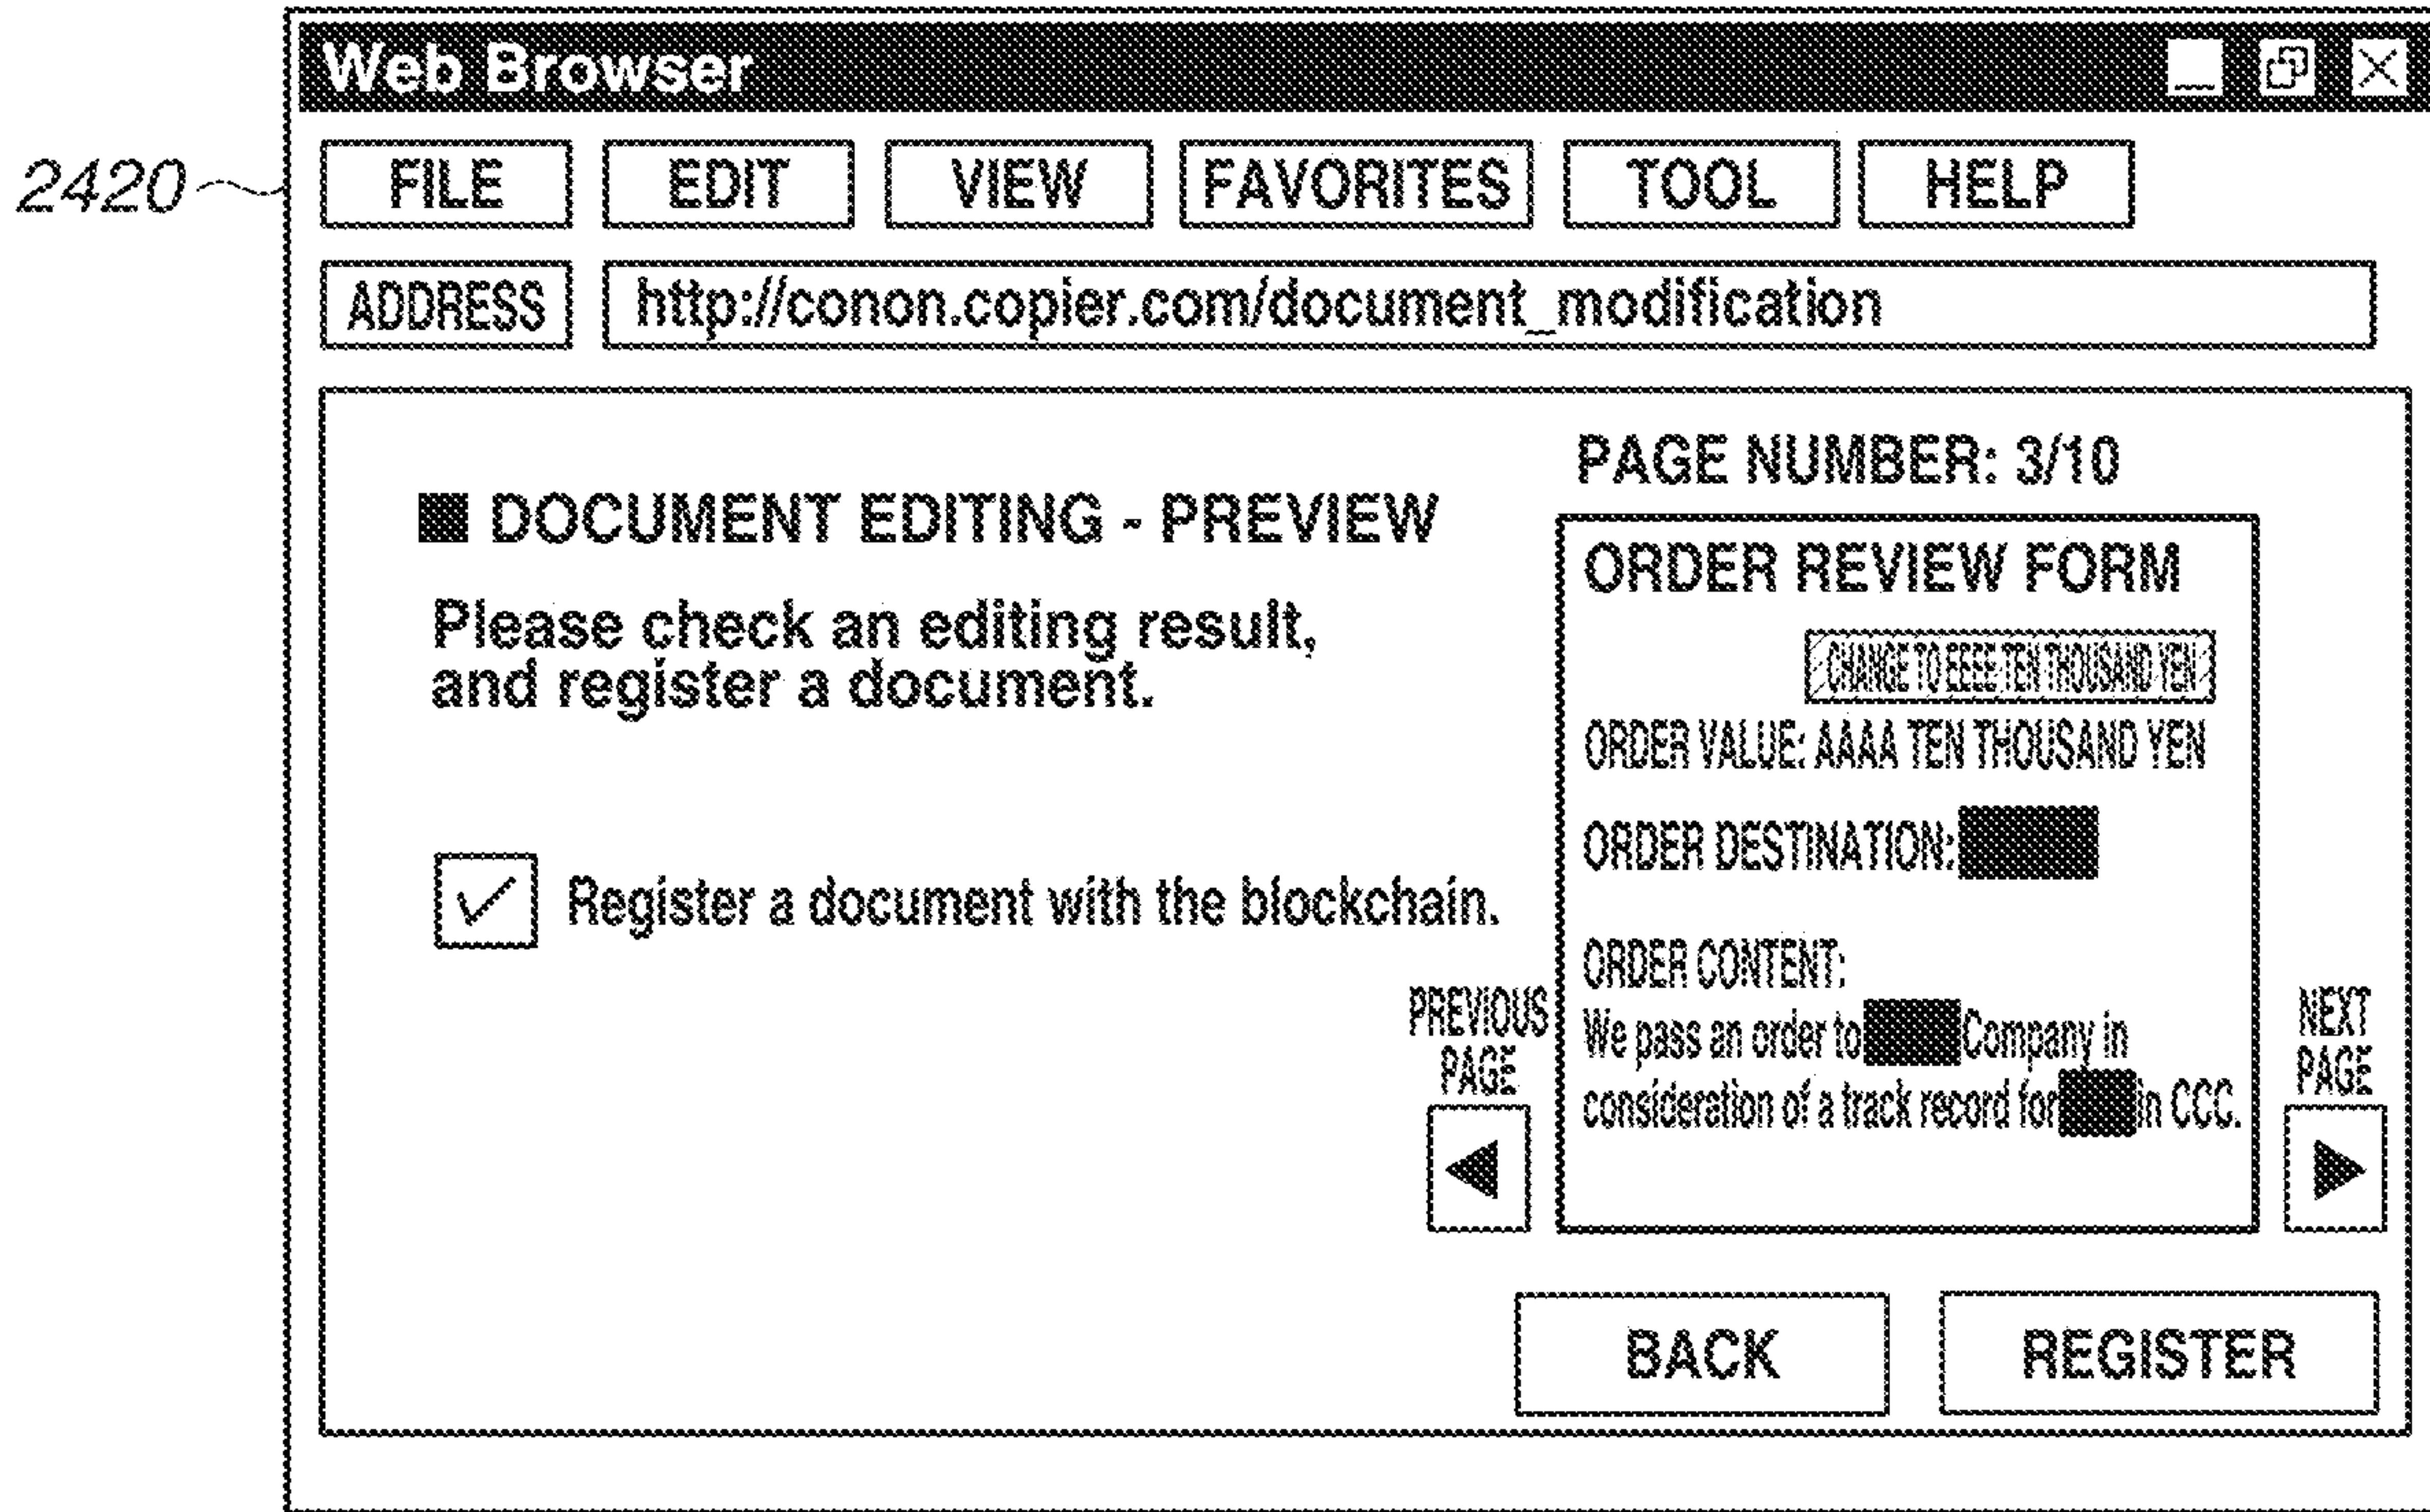 2420
Web Browser
FILE EDIT VIEW FAVORITES TOOL HELP
ADDRESS http://conon.copier.com/document_modification
■ DOCUMENT EDITING - PREVIEW
Please check an editing result,
and register a document.
Register a document with the blockchain.
PAGE NUMBER: 3/10
ORDER REVIEW FORM
CHANGE TO EEEE TEN THOUSAND YEN
ORDER VALUE: AAAA TEN THOUSAND YEN
ORDER DESTINATION:
ORDER CONTENT:
We pass an order to Company in
consideration of a track record for in CCC.
PREVIOUS
PAGE
NEXT
PAGE
BACK REGISTER